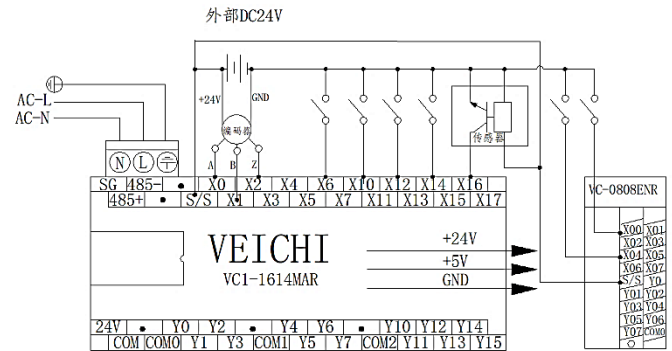 外部DC24V
+24V
GND
AC-L
AC-N
编码器
传感器
A
B
Z
N L
SG 485- • X0 X2 X4 X6 X10 X12 X14 X16
485+ • S/S X1 X3 X5 X7 X11 X13 X15 X17
VC-0808ENR
X00 X01
X02 X03
X04 X05
X06 X07
S/S Y0
Y01 Y02
Y03 Y04
Y05 Y06
Y07 COM0
VEICHI
VC1-1614MAR
+24V
+5V
GND
24V • Y0 Y2 • Y4 Y6 • Y10 Y12 Y14
COM COM0 Y1 Y3 COM1 Y5 Y7 COM2 Y11 Y13 Y15